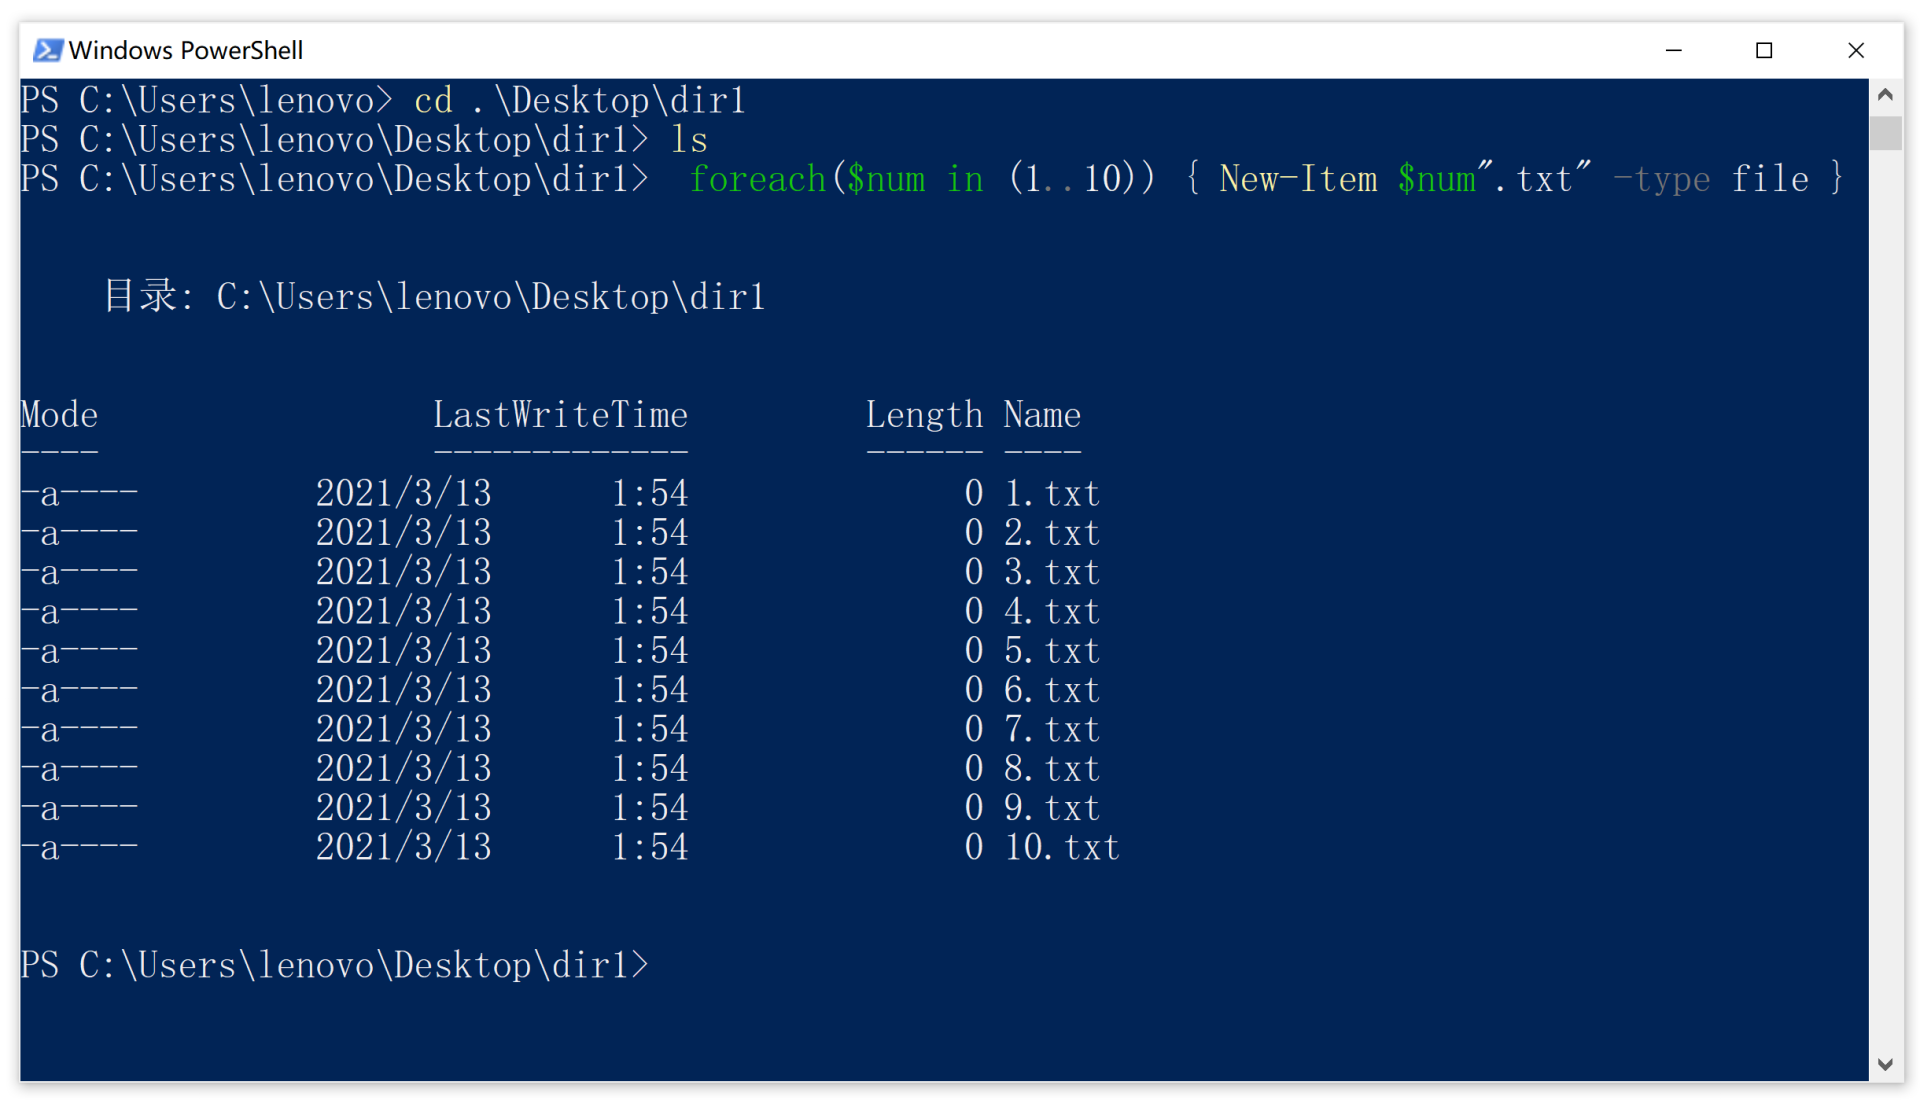 Windows PowerShell
PS C:\Users\lenovo> cd .\Desktop\dir1
PS C:\Users\lenovo\Desktop\dir1> ls
PS C:\Users\lenovo\Desktop\dir1>  foreach($num in (1..10)) { New-Item $num".txt" -type file }
目录: C:\Users\lenovo\Desktop\dir1
Mode LastWriteTime Length Name
---- ------------- ------ ----
-a---- 2021/3/13 1:54 0 1.txt
-a---- 2021/3/13 1:54 0 2.txt
-a---- 2021/3/13 1:54 0 3.txt
-a---- 2021/3/13 1:54 0 4.txt
-a---- 2021/3/13 1:54 0 5.txt
-a---- 2021/3/13 1:54 0 6.txt
-a---- 2021/3/13 1:54 0 7.txt
-a---- 2021/3/13 1:54 0 8.txt
-a---- 2021/3/13 1:54 0 9.txt
-a---- 2021/3/13 1:54 0 10.txt
PS C:\Users\lenovo\Desktop\dir1>